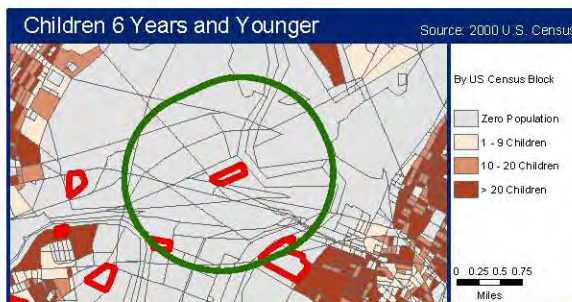 Children 6 Years and Younger
Source: 2000 U.S. Census
By US Census Block
Zero Population
1 - 9 Children
10 - 20 Children
> 20 Children
0 0.25 0.5 0.75
Miles